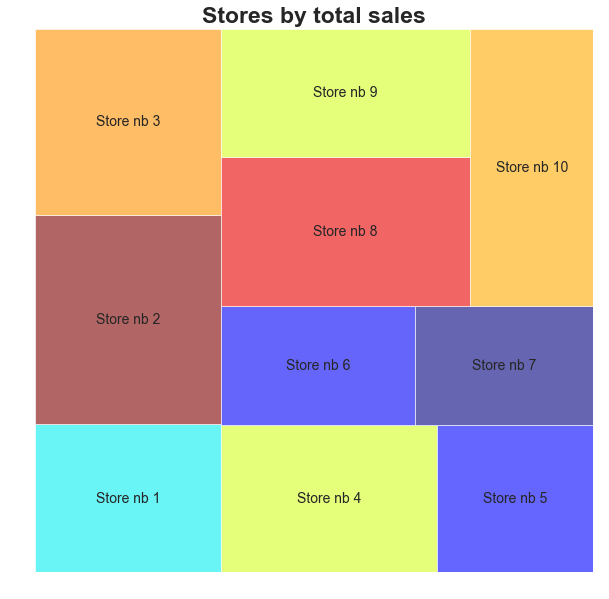 Stores by total sales
Store nb 9
Store nb 3
Store nb 10
Store nb 8
Store nb 2
Store nb 6
Store nb 7
Store nb 1
Store nb 4
Store nb 5